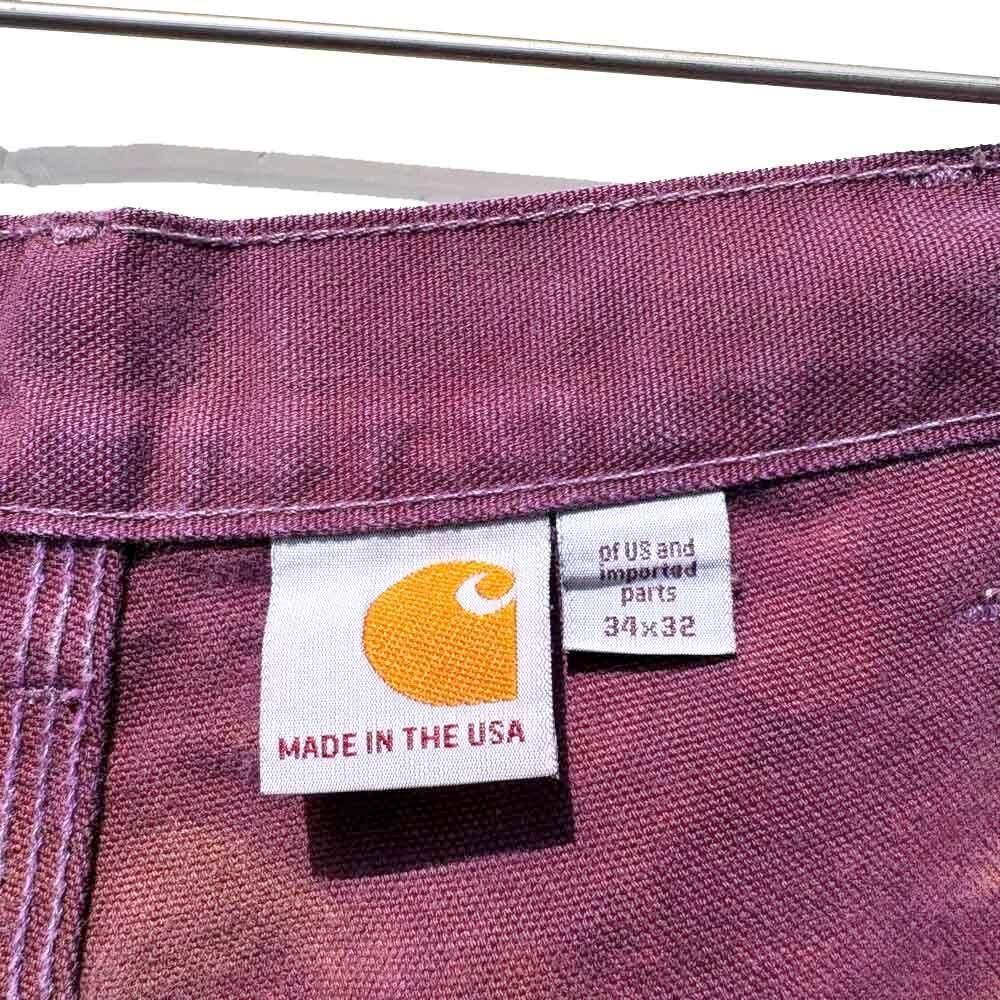 MADE IN THE USA
of US and
imported
parts
34x32